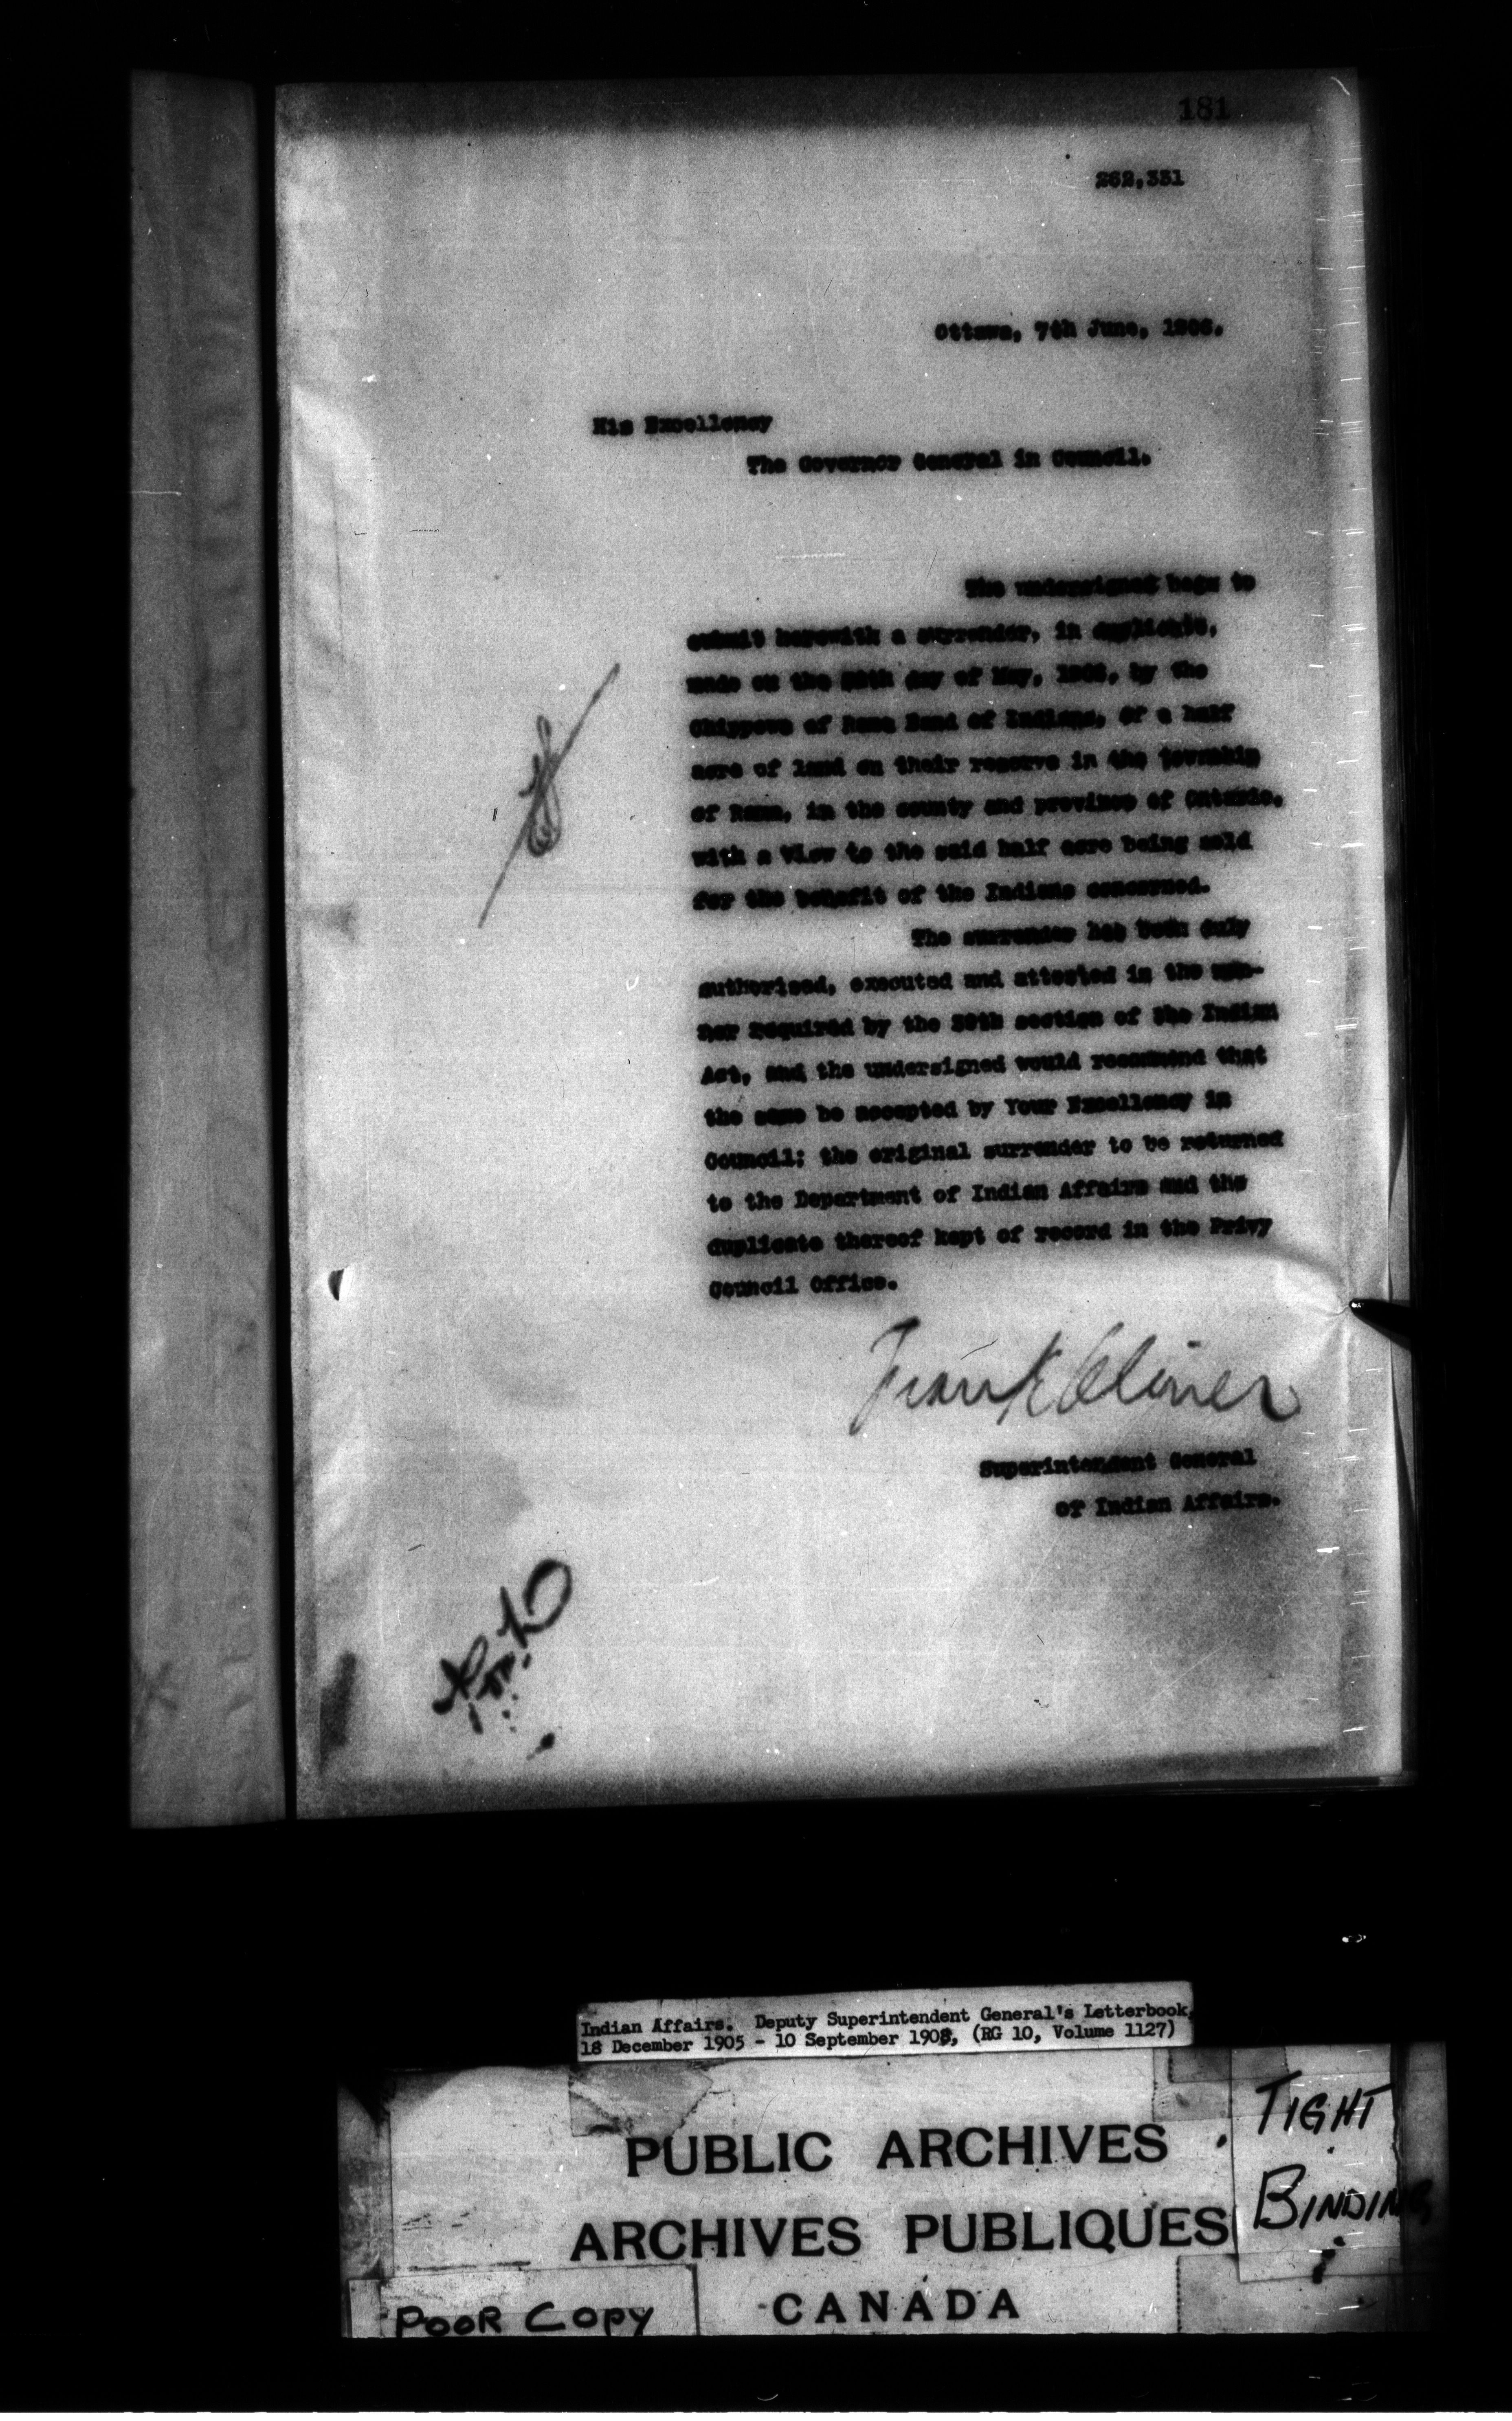 181
262,331
Ottawa, 7th June, 1906.
His Excellency
The Governor General in Council.
The undersigned begs to
submit herewith a surrender, in duplicate,
made on the day of May, 1906, by the
Chippewa of Rama Band of Indians, of a half
acre of land on their reserve in the township
of Rama, in the county and province of Ontario,
with a view to the said half acre being sold
for the benefit of the Indians concerned.
The surrender has been duly
authorised, executed and attested in the man-
ner required by the 39th section of the Indian
Act, and the undersigned would recommend that
the same be accepted by Your Excellency in
Council; the original surrender to be returned
to the Department of Indian Affairs and the
duplicate thereof kept of record in the Privy
Council Office.
Frank Oliver
Superintendent General
of Indian Affairs.
Indian Affairs. Deputy Superintendent General's Letterbook,
18 December 1905 - 10 September 1908, (RG 10, Volume 1127)
PUBLIC ARCHIVES
ARCHIVES PUBLIQUES
CANADA
TIGHT
BINDING
POOR COPY